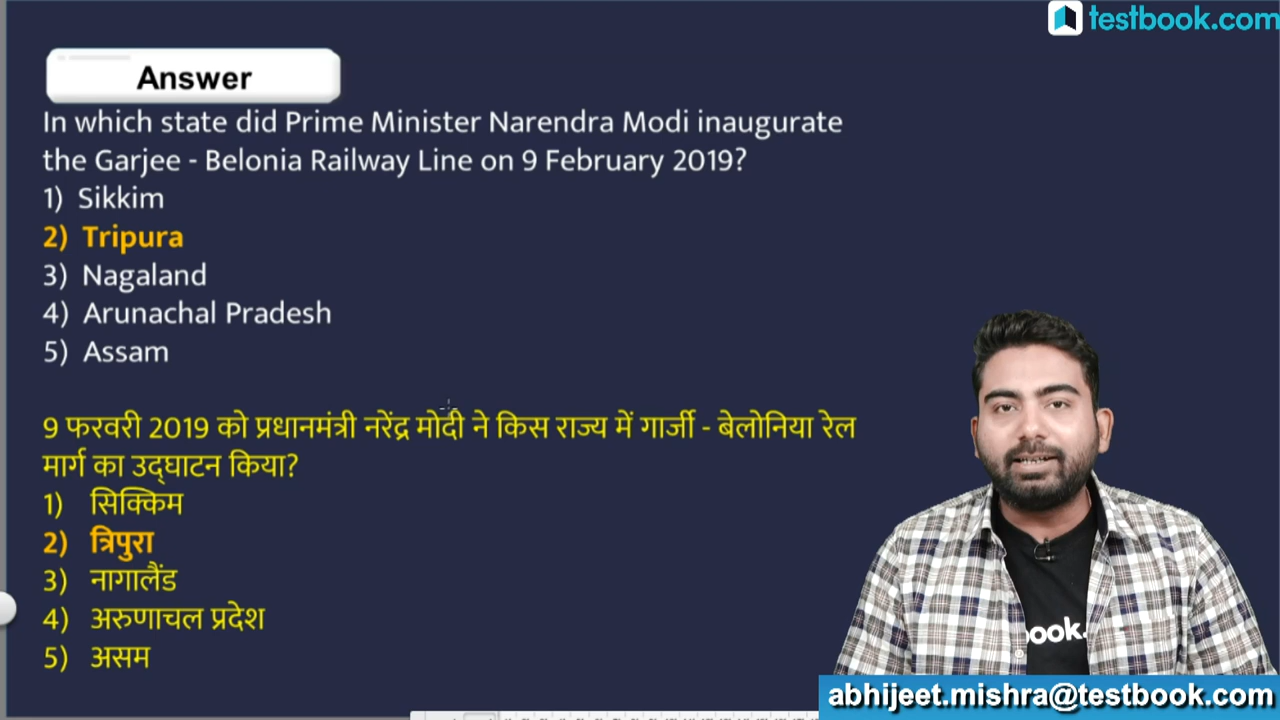 testbook.com
Answer
In which state did Prime Minister Narendra Modi inaugurate
the Garjee - Belonia Railway Line on 9 February 2019?
1) Sikkim
2) Tripura
3) Nagaland
4) Arunachal Pradesh
5) Assam
9 फरवरी 2019 को प्रधानमंत्री नरेंद्र मोदी ने किस राज्य में गार्जी - बेलोनिया रेल
मार्ग का उद्घाटन किया?
1) सिक्किम
2) त्रिपुरा
3) नागालैंड
4) अरुणाचल प्रदेश
5) असम
ook.
abhijeet.mishra@testbook.com